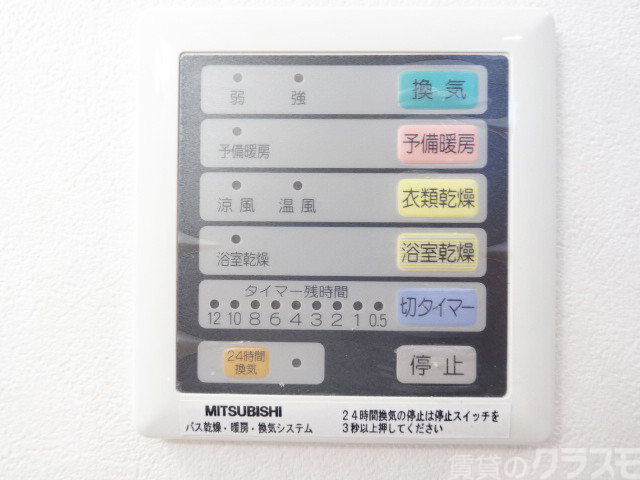 弱 強 換気
予備暖房 予備暖房
涼風 温風 衣類乾燥
浴室乾燥 浴室乾燥
タイマー残時間
12 10 8 6 4 3 2 1 0.5 切タイマー
24時間
換気
停止
MITSUBISHI
バス乾燥・暖房・換気システム
24時間換気の停止は停止スイッチを
3秒以上押してください
賃貸のクラスモ